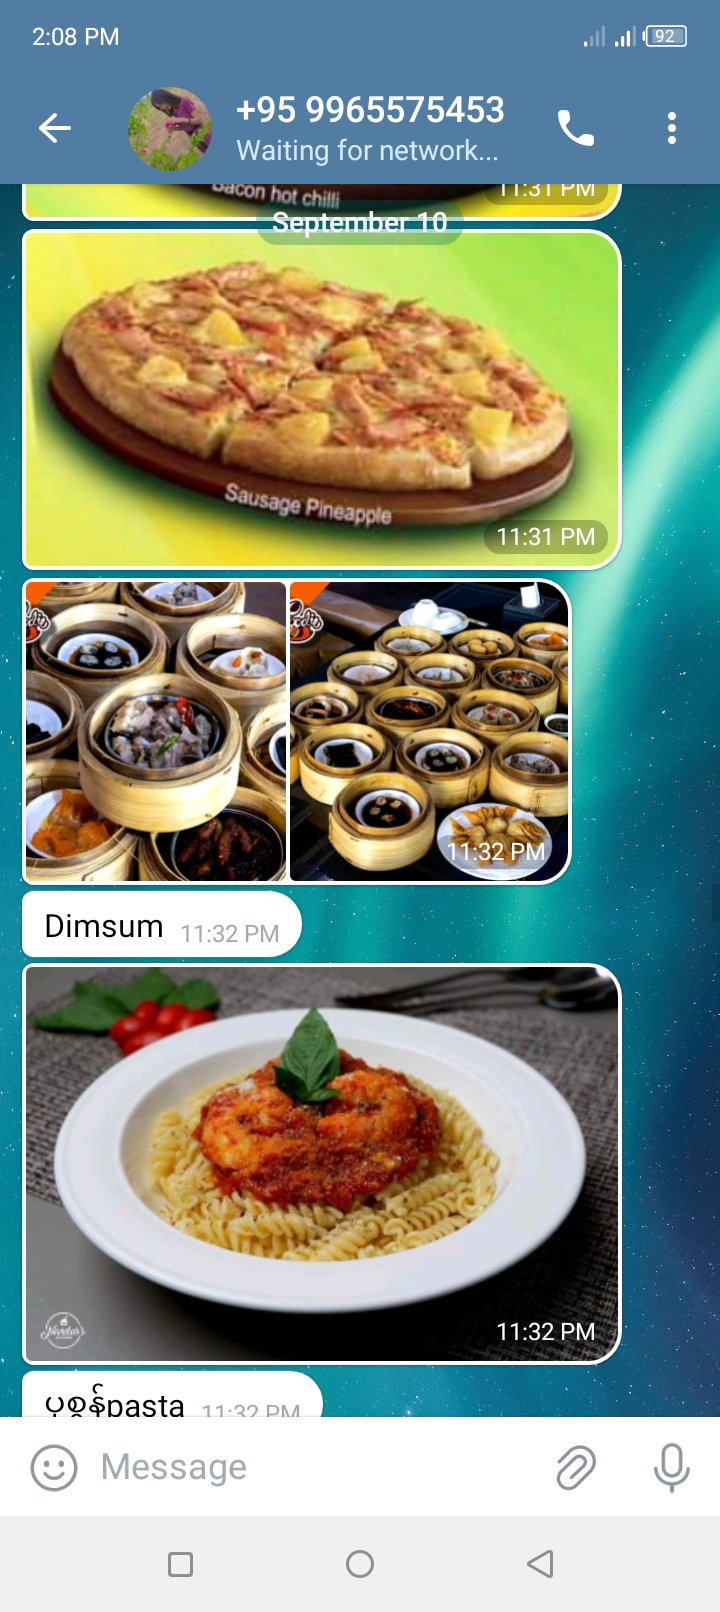 2:08 PM
92
+95 9965575453
Waiting for network...
Bacon hot chilli
11:31 PM
September 10
Sausage Pineapple
11:31 PM
11:32 PM
Dimsum 11:32 PM
11:32 PM
ပုစွန်pasta 11:32 PM
Message